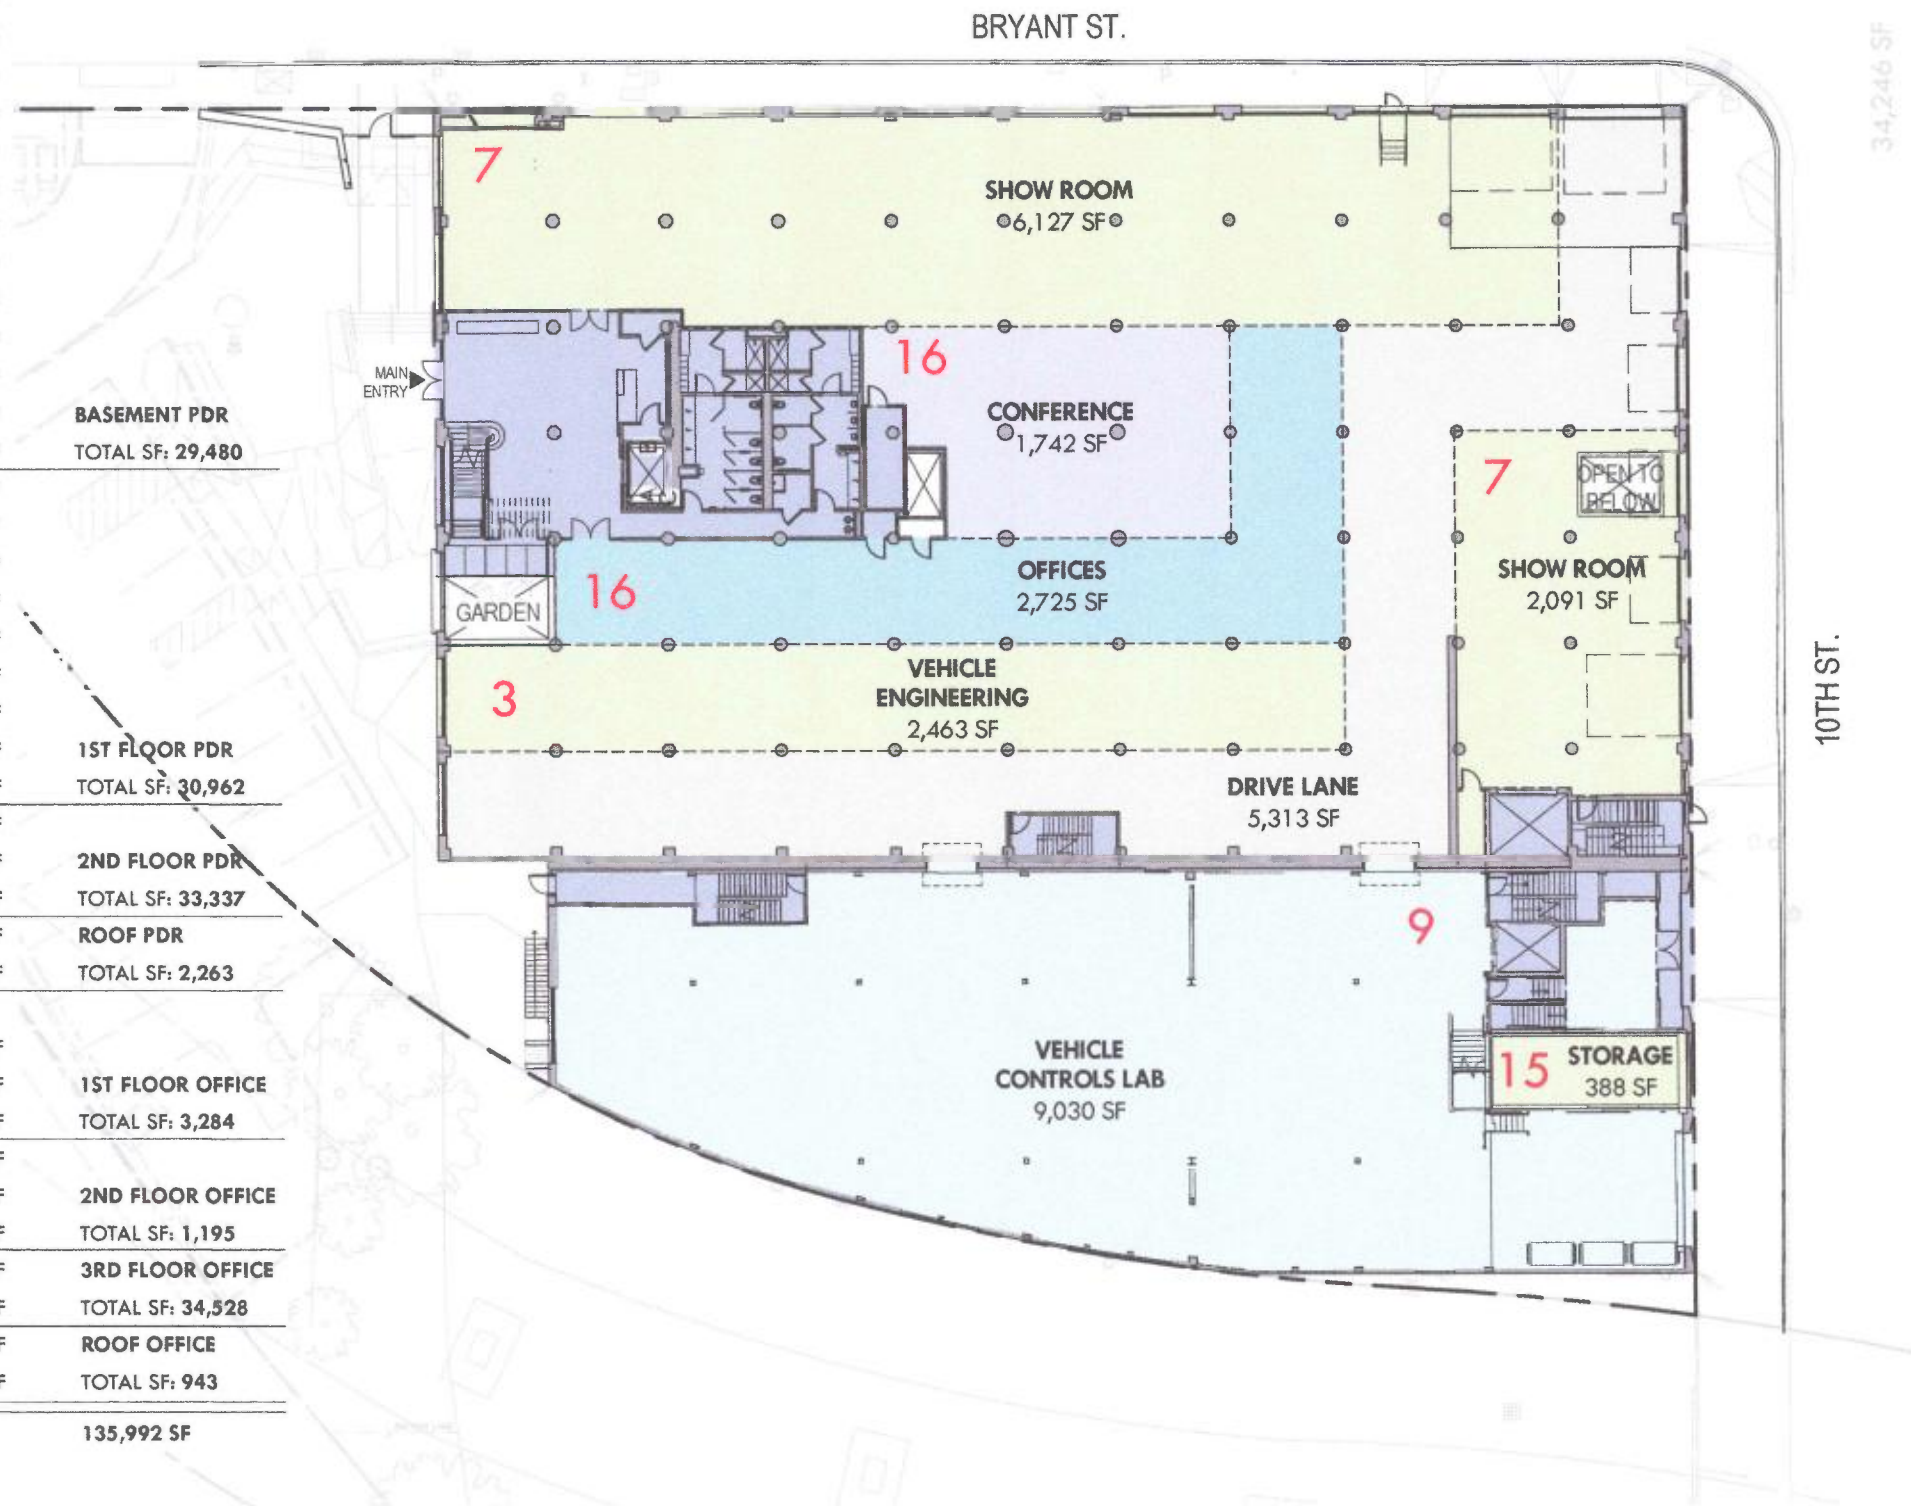 BRYANT ST.
34,246 SF
7
SHOW ROOM
6,127 SF
MAIN
ENTRY
16
CONFERENCE
1,742 SF
BASEMENT PDR
TOTAL SF: 29,480
7
OPEN TO
BELOW
SHOW ROOM
2,091 SF
OFFICES
2,725 SF
16
GARDEN
10TH ST.
3
VEHICLE
ENGINEERING
2,463 SF
1ST FLOOR PDR
TOTAL SF: 30,962
DRIVE LANE
5,313 SF
2ND FLOOR PDR
TOTAL SF: 33,337
ROOF PDR
TOTAL SF: 2,263
9
VEHICLE
CONTROLS LAB
9,030 SF
15
STORAGE
388 SF
1ST FLOOR OFFICE
TOTAL SF: 3,284
2ND FLOOR OFFICE
TOTAL SF: 1,195
3RD FLOOR OFFICE
TOTAL SF: 34,528
ROOF OFFICE
TOTAL SF: 943
135,992 SF